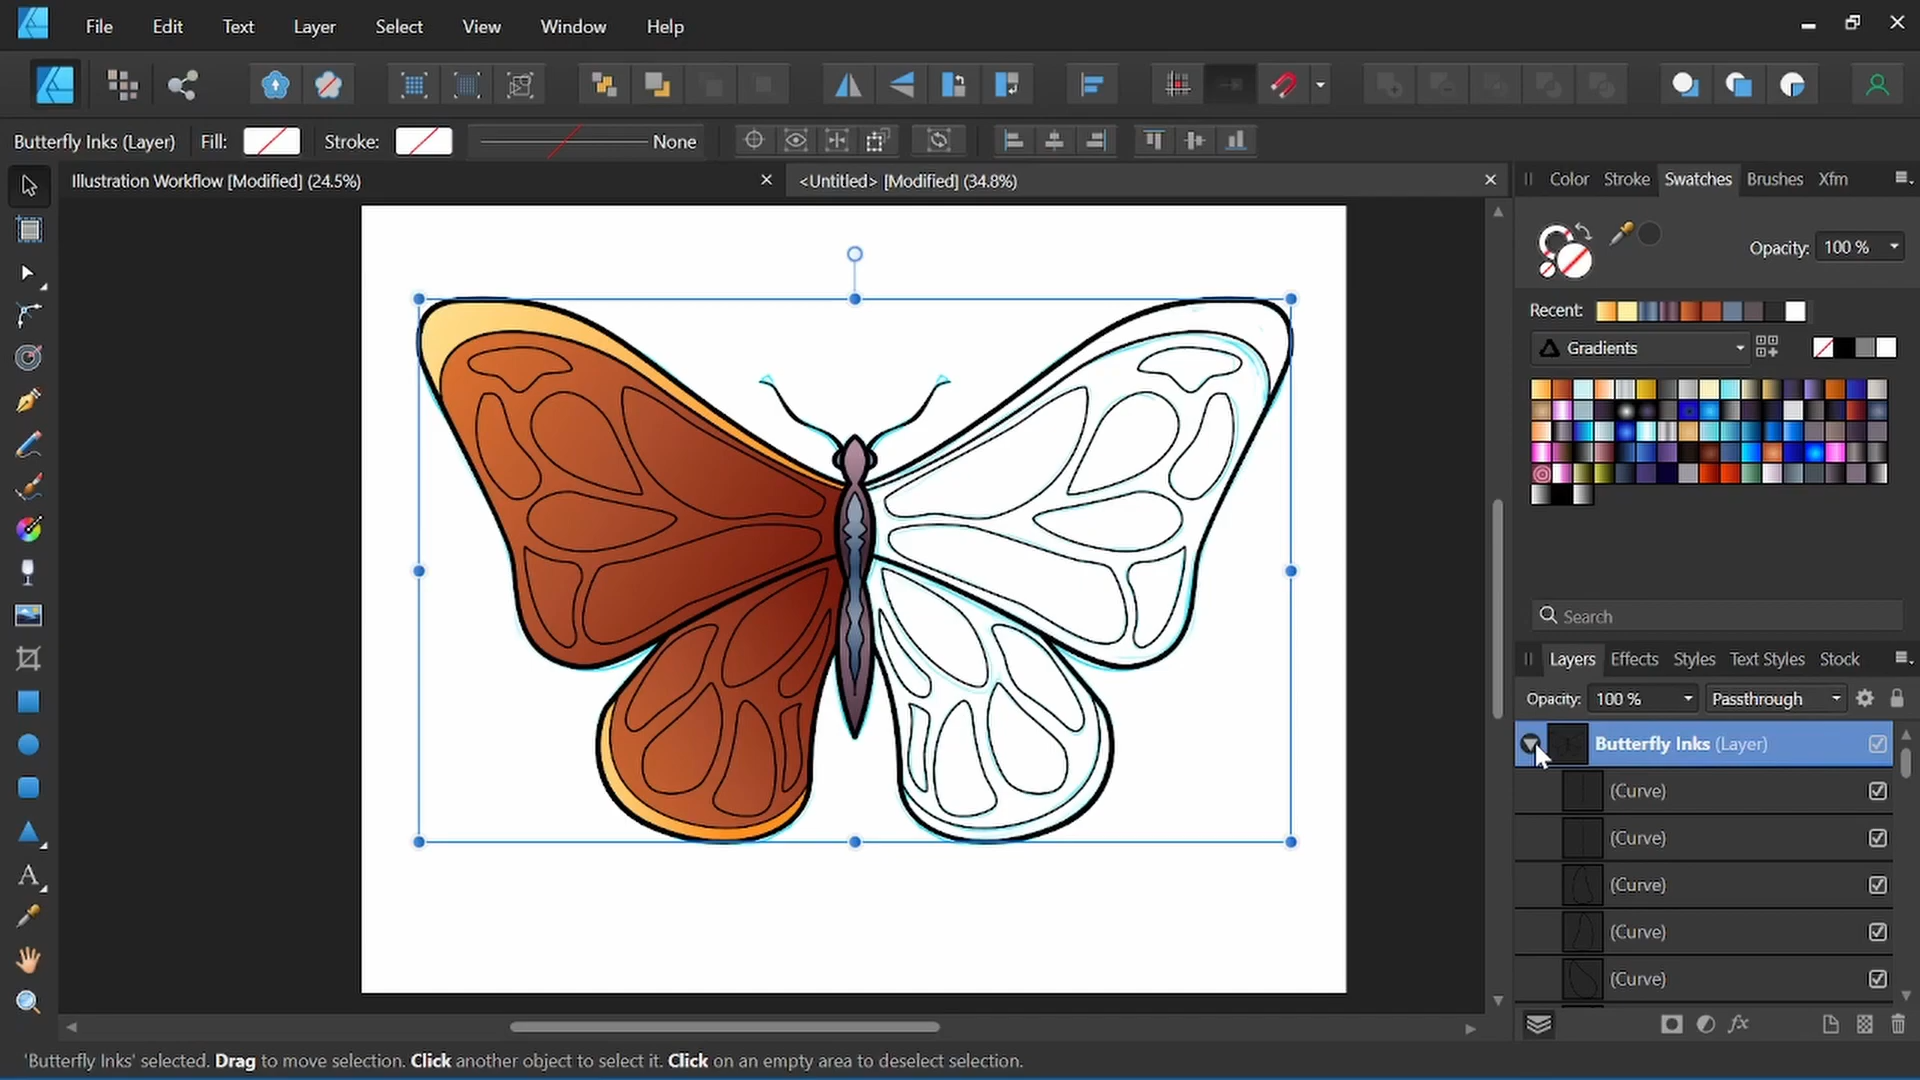 File Edit Text Layer Select View Window Help
Butterfly Inks (Layer) Fill: Stroke: None
Illustration Workflow [Modified] (24.5%)
<Untitled> [Modified] (34.8%)
Color Stroke Swatches Brushes Xfm
Opacity: 100 %
Recent:
Gradients
Search
Layers Effects Styles Text Styles Stock
Opacity: 100 % Passthrough
Butterfly Inks (Layer)
(Curve)
(Curve)
(Curve)
(Curve)
(Curve)
'Butterfly Inks' selected. Drag to move selection. Click another object to select it. Click on an empty area to deselect selection.